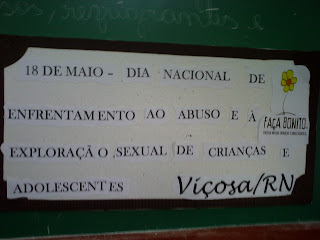 18 DE MAIO - DIA NACIONAL DE
ENFRENTAMENTO AO ABUSO E À
EXPLORAÇÃO SEXUAL DE CRIANÇAS E
ADOLESCENTES
Viçosa/RN
FAÇA BONITO